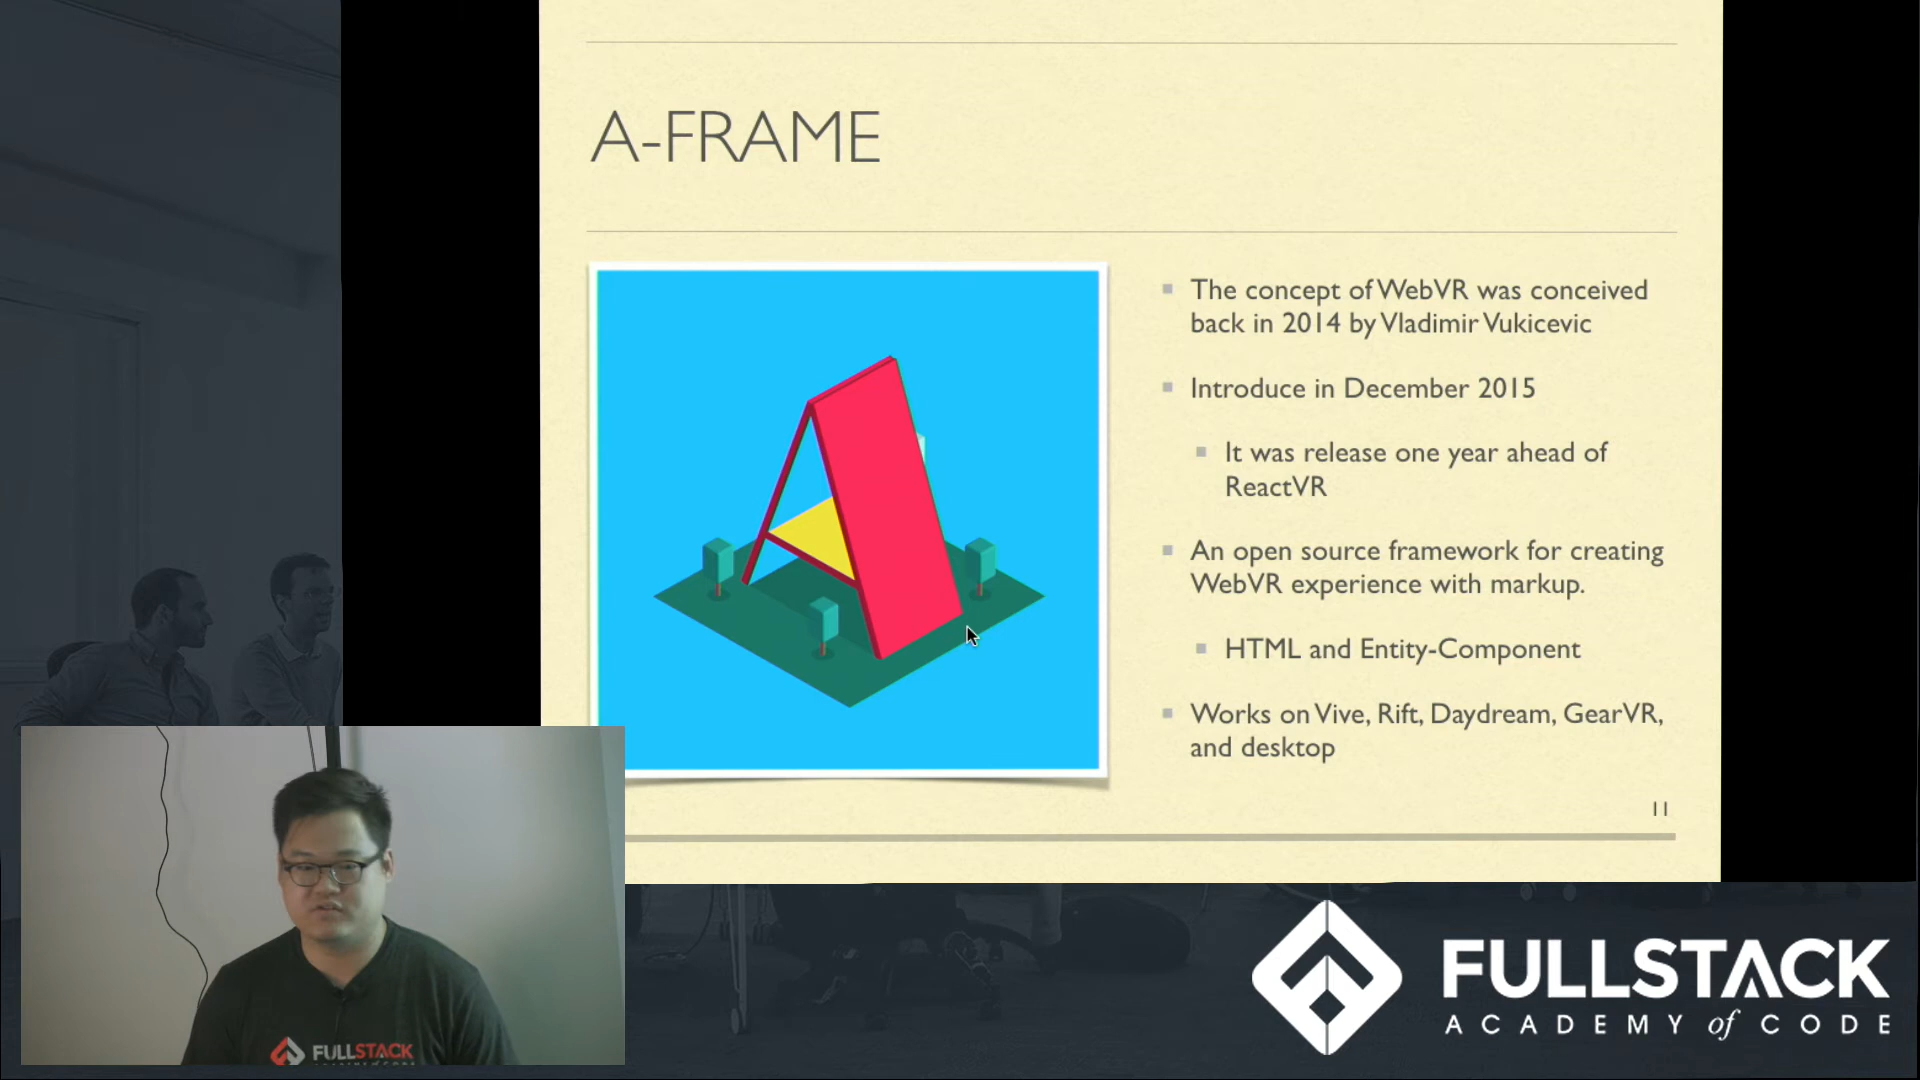 A-FRAME
The concept of WebVR was conceived
back in 2014 by Vladimir Vukicevic
Introduce in December 2015
It was release one year ahead of
ReactVR
An open source framework for creating
WebVR experience with markup.
HTML and Entity-Component
Works on Vive, Rift, Daydream, GearVR,
and desktop
11
FULLSTACK
FULLSTACK
ACADEMY of CODE